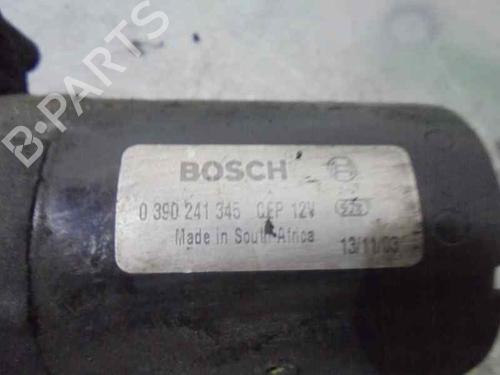 B-PARTS
BOSCH
0 390 241 345 CEP 12V
Made in South Africa
13/11/03